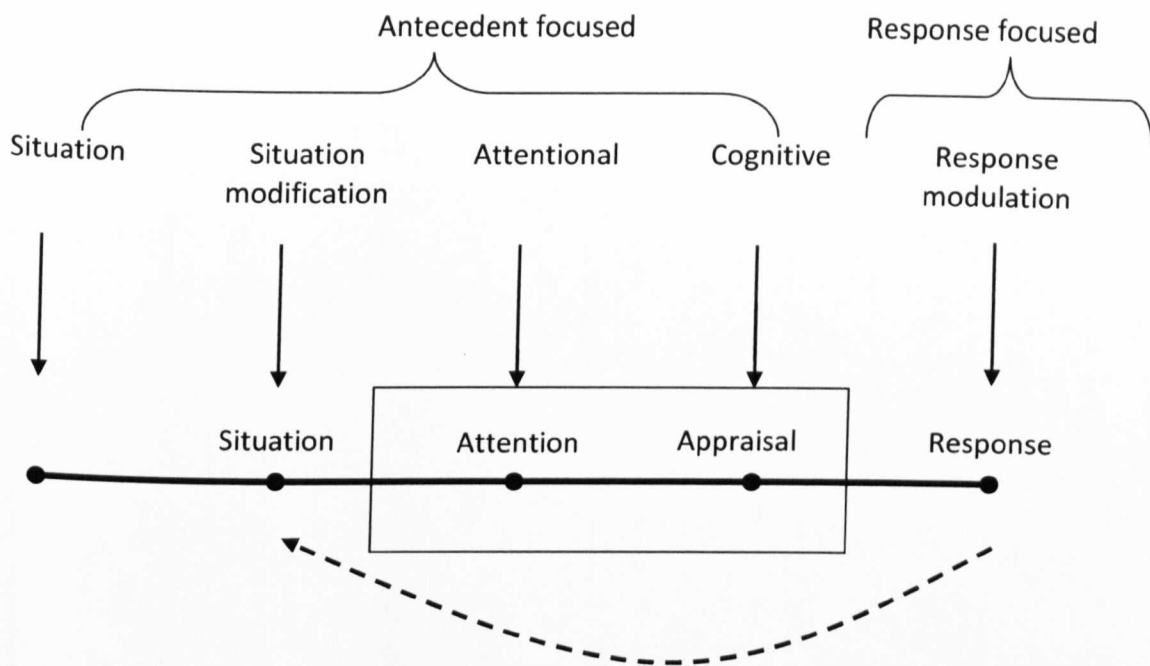 Antecedent focused
Response focused
Situation
Situation
modification
Attentional
Cognitive
Response
modulation
Situation
Attention
Appraisal
Response